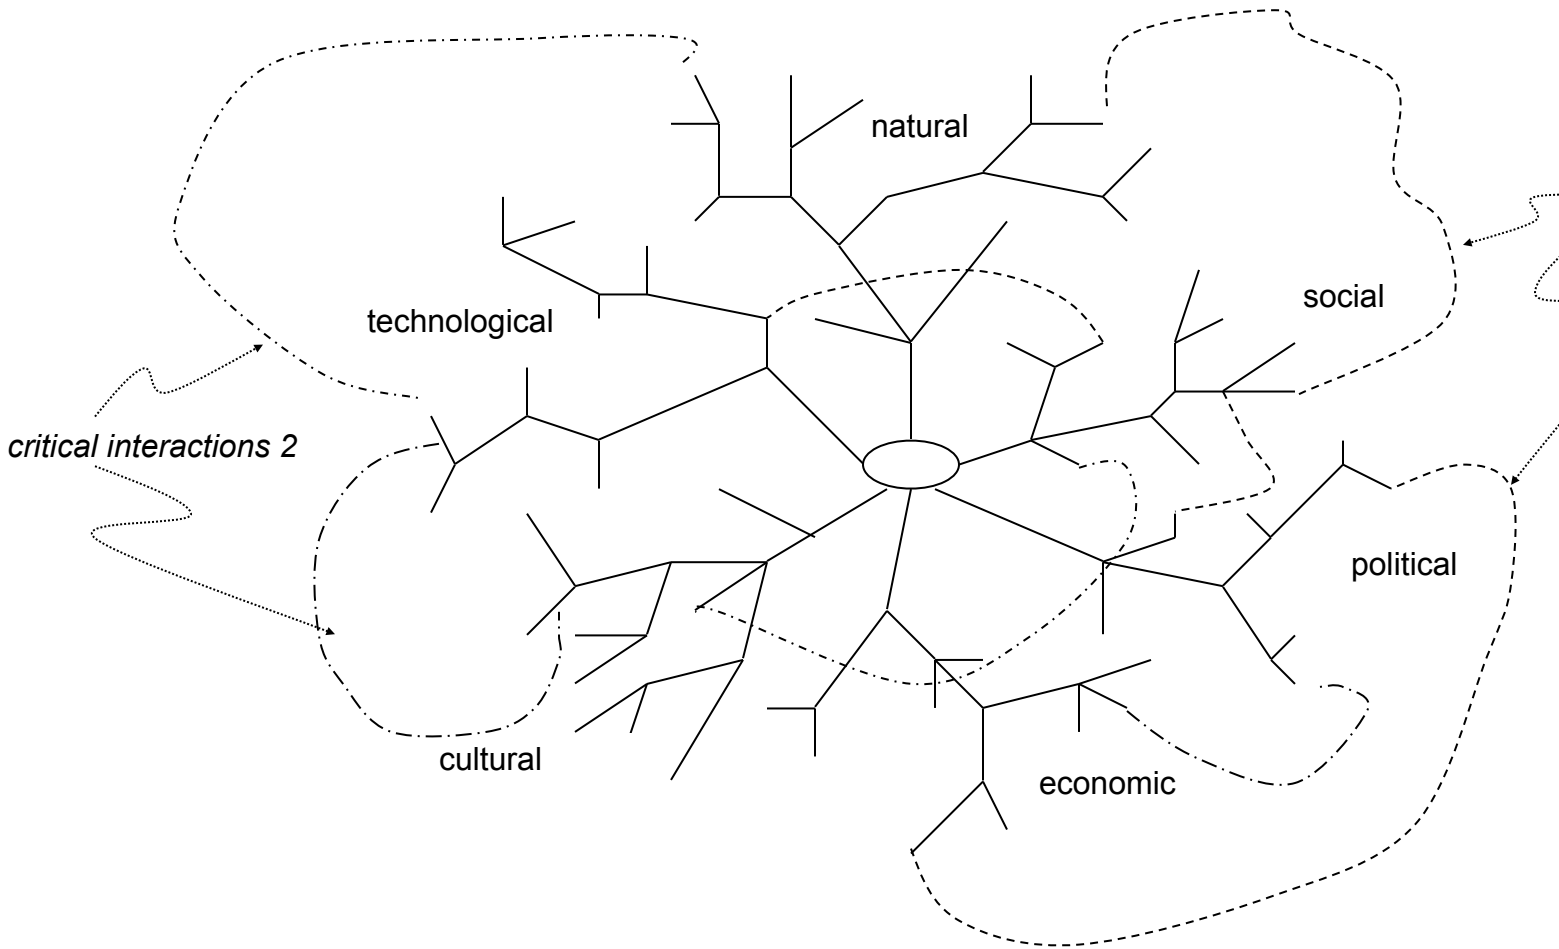 natural
social
technological
critical interactions 2
political
cultural
economic